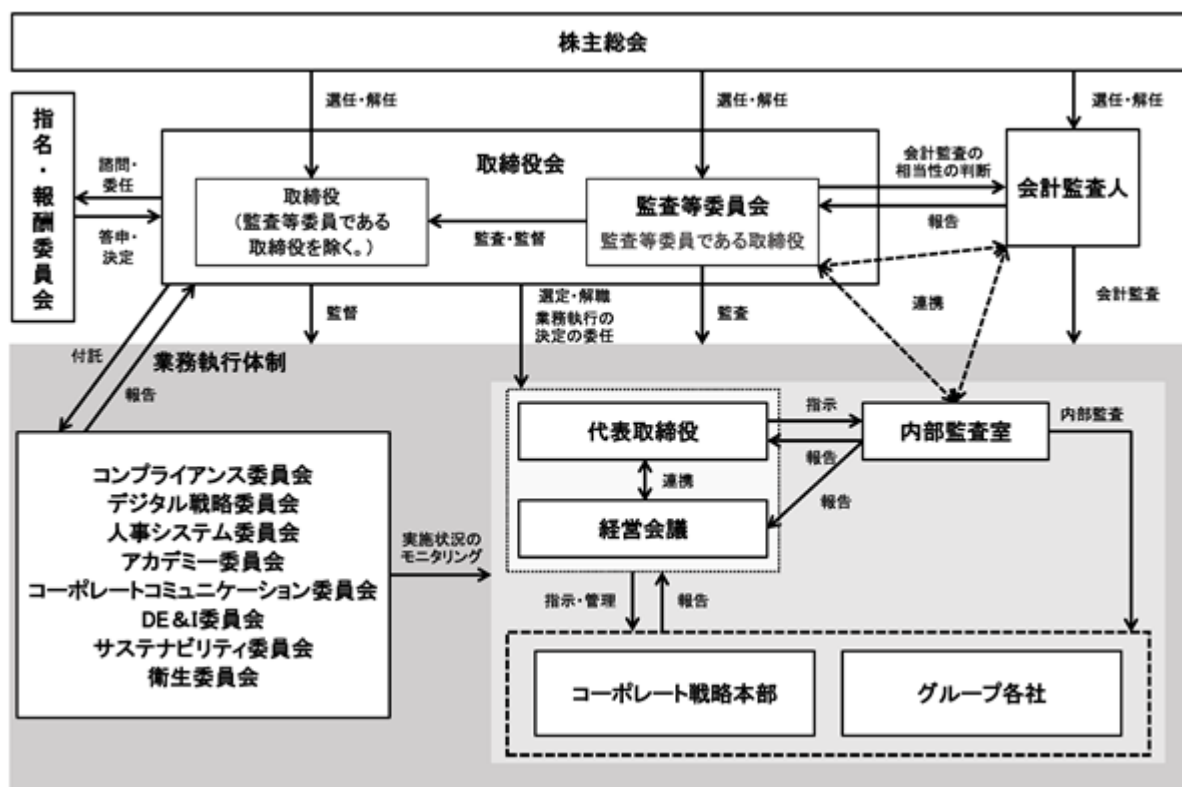 株主総会
選任・解任
選任・解任
選任・解任
指名・報酬委員会
諮問・
委任
答申・
決定
取締役会
取締役
(監査等委員である
取締役を除く。)
監査・監督
監査等委員会
監査等委員である取締役
会計監査の
相当性の判断
報告
会計監査人
監督
選定・解職
業務執行の
決定の委任
監査
連携
会計監査
付託
報告
業務執行体制
コンプライアンス委員会
デジタル戦略委員会
人事システム委員会
アカデミー委員会
コーポレートコミュニケーション委員会
DE&I委員会
サステナビリティ委員会
衛生委員会
実施状況の
モニタリング
代表取締役
連携
経営会議
指示
報告
報告
内部監査室
内部監査
指示・管理
報告
コーポレート戦略本部
グループ各社